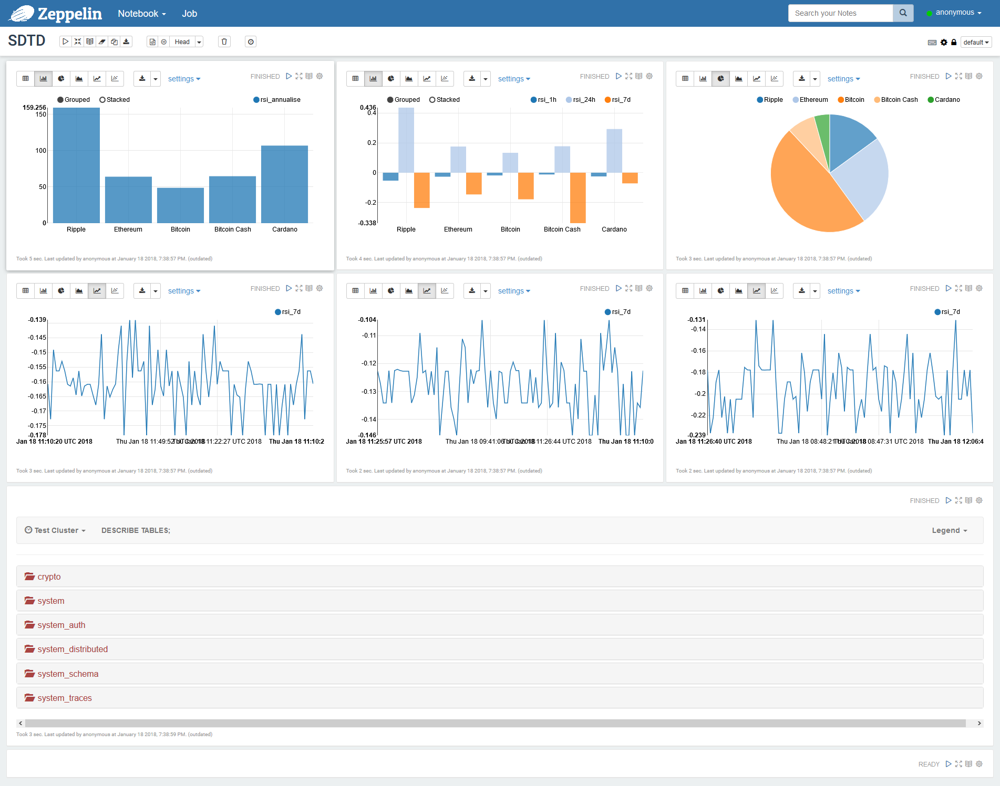 Zeppelin Notebook Job Search your Notes anonymous
SDTD Head default
settings FINISHED
Grouped Stacked rsi_annualise
159.256
150
100
50
0
Ripple Ethereum Bitcoin Bitcoin Cash Cardano
Took 5 sec. Last updated by anonymous at January 18 2018, 7:38:57 PM. (outdated)
settings FINISHED
Grouped Stacked rsi_1h rsi_24h rsi_7d
0.436
0.4
0.2
0
-0.2
-0.338
Ripple Ethereum Bitcoin Bitcoin Cash Cardano
Took 4 sec. Last updated by anonymous at January 18 2018, 7:38:57 PM. (outdated)
settings FINISHED
Ripple Ethereum Bitcoin Bitcoin Cash Cardano
Took 3 sec. Last updated by anonymous at January 18 2018, 7:38:57 PM. (outdated)
settings FINISHED
rsi_7d
-0.139
-0.145
-0.15
-0.155
-0.16
-0.165
-0.17
-0.175
-0.178
Jan 18 11:10:20 UTC 2018 Thu Jan 18 11:49:52 11:22:27 UTC 2018 Thu Jan 18 11:10:2
Took 3 sec. Last updated by anonymous at January 18 2018, 7:38:57 PM. (outdated)
settings FINISHED
rsi_7d
-0.104
-0.11
-0.12
-0.13
-0.14
-0.146
Jan 18 11:25:57 UTC 2018 Thu Jan 18 09:41:06 11:26:44 UTC 2018 Thu Jan 18 11:10:0
Took 2 sec. Last updated by anonymous at January 18 2018, 7:38:57 PM. (outdated)
settings FINISHED
rsi_7d
-0.131
-0.14
-0.16
-0.18
-0.2
-0.22
-0.239
Jan 18 11:26:40 UTC 2018 Thu Jan 18 08:48:21 08:47:31 UTC 2018 Thu Jan 18 12:06:4
Took 2 sec. Last updated by anonymous at January 18 2018, 7:38:57 PM. (outdated)
FINISHED
Test Cluster DESCRIBE TABLES; Legend
crypto
system
system_auth
system_distributed
system_schema
system_traces
Took 3 sec. Last updated by anonymous at January 18 2018, 7:38:59 PM. (outdated)
READY